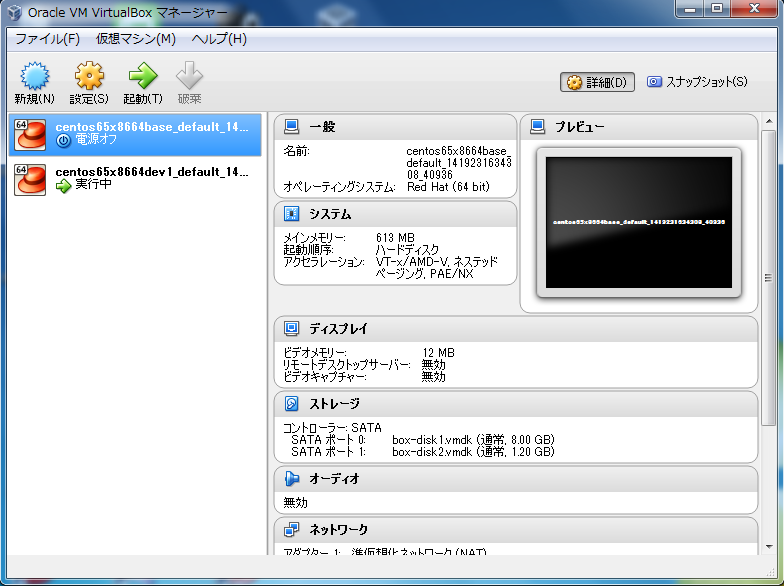 Oracle VM VirtualBox マネージャー
ファイル(F) 仮想マシン(M) ヘルプ(H)
新規(N) 設定(S) 起動(T) 破棄
詳細(D) スナップショット(S)
64 centos65x8664base_default_14...
電源オフ
64 centos65x8664dev1_default_14...
実行中
一般
名前: centos65x8664base_
default_14192316343
08_40936
オペレーティングシステム: Red Hat (64 bit)
プレビュー
centos65x8664base_default_1419231634308_40936
システム
メインメモリー: 613 MB
起動順序: ハードディスク
アクセラレーション: VT-x/AMD-V, ネステッド
ページング, PAE/NX
ディスプレイ
ビデオメモリー: 12 MB
リモートデスクトップサーバー: 無効
ビデオキャプチャー: 無効
ストレージ
コントローラー: SATA
SATA ポート 0: box-disk1.vmdk (通常, 8.00 GB)
SATA ポート 1: box-disk2.vmdk (通常, 1.20 GB)
オーディオ
無効
ネットワーク
アダプター 1: 準仮想化ネットワーク (NAT)